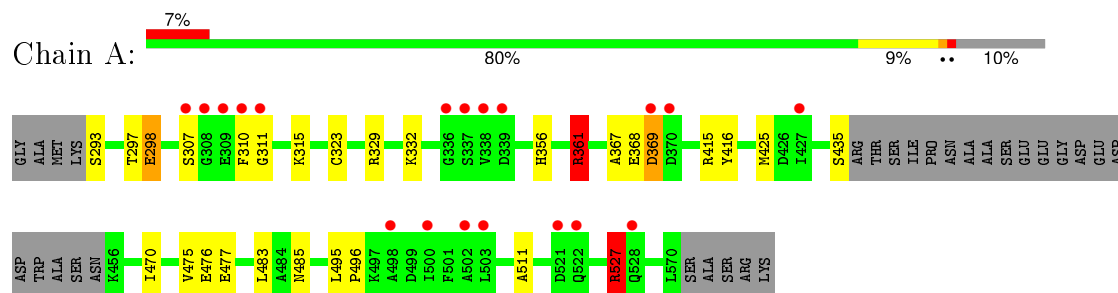 7%
Chain A:
80% 9% •• 10%
GLY ALA MET LYS S293 T297 E298 S307 G308 E309 F310 G311 K315 C323 R329 K332 G336 S337 V338 D339 H356 R361 A367 E368 D369 D370 R415 Y416 M425 D426 I427 S435 ARG THR SER ILE PRO ASN ALA ALA SER GLU GLU GLY ASP GLU ASP
ASP TRP ALA SER ASN K456 I470 V475 E476 E477 L483 A484 N485 L495 P496 K497 A498 D499 I500 F501 A502 L503 A511 D521 Q522 R527 Q528 L570 SER ALA SER ARG LYS